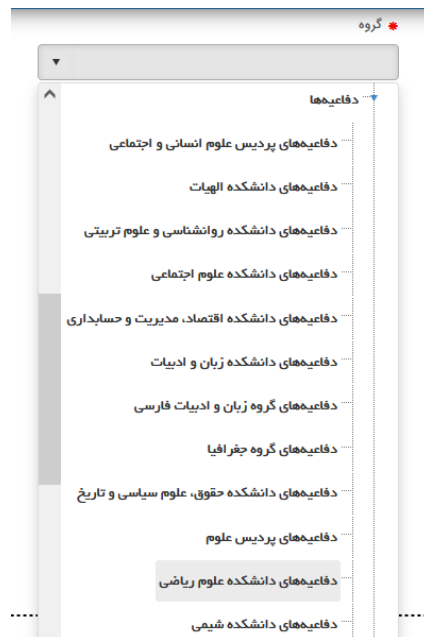 * گروه
دفاعیه‌ها
دفاعیه‌های پردیس علوم انسانی و اجتماعی
دفاعیه‌های دانشکده الهیات
دفاعیه‌های دانشکده روانشناسی و علوم تربیتی
دفاعیه‌های دانشکده علوم اجتماعی
دفاعیه‌های دانشکده اقتصاد، مدیریت و حسابداری
دفاعیه‌های دانشکده زبان و ادبیات
دفاعیه‌های گروه زبان و ادبیات فارسی
دفاعیه‌های گروه جغرافیا
دفاعیه‌های دانشکده حقوق، علوم سیاسی و تاریخ
دفاعیه‌های پردیس علوم
دفاعیه‌های دانشکده علوم ریاضی
دفاعیه‌های دانشکده شیمی